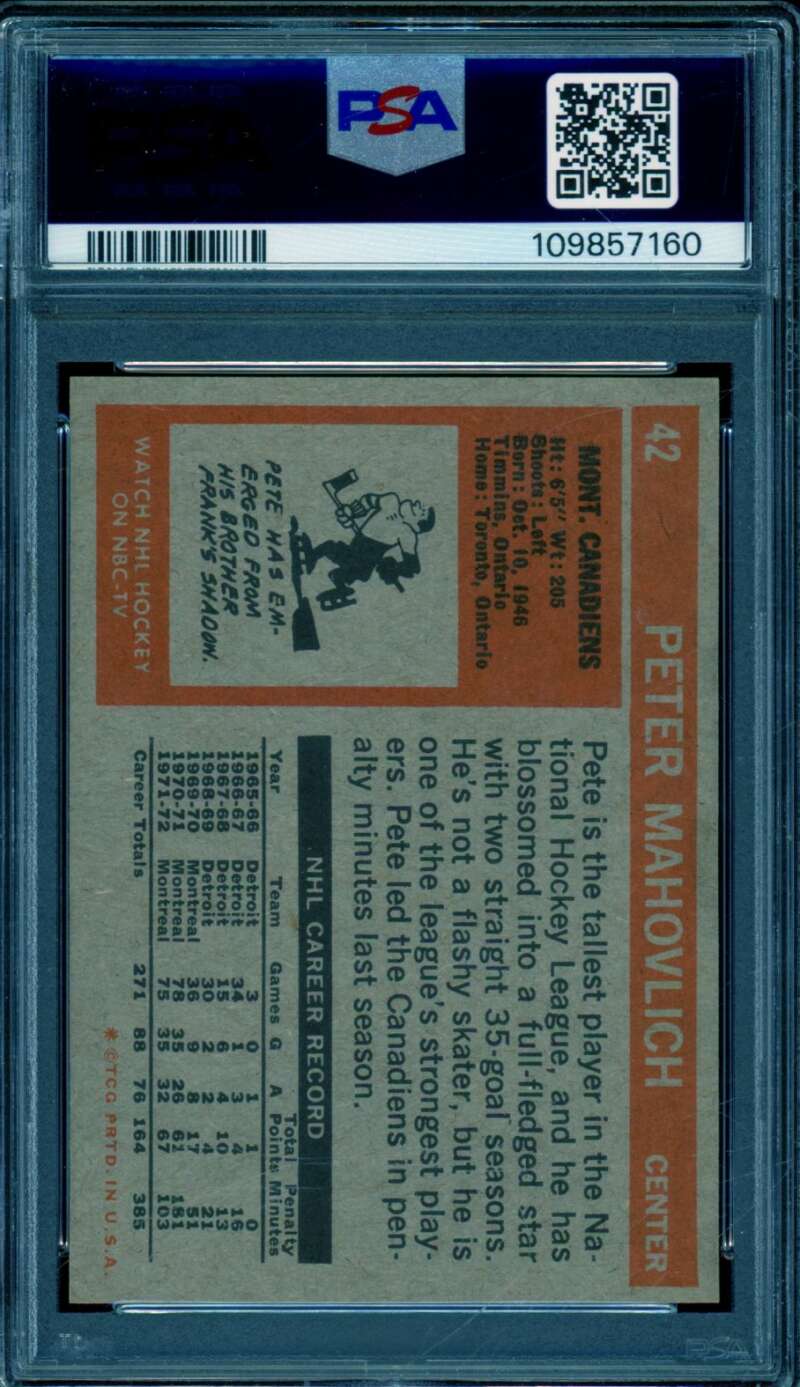 PSA
109857160
42 PETER MAHOVLICH CENTER
MONT. CANADIENS
Ht: 6'5" Wt: 205
Shoots: Left
Born: Oct. 10, 1946
Timmins, Ontario
Home: Toronto, Ontario
PETE HAS EM-
ERGED FROM
HIS BROTHER
FRANK'S SHADOW.
WATCH NHL HOCKEY
ON NBC-TV
Pete is the tallest player in the Na-
tional Hockey League, and he has
blossomed into a full-fledged star
with two straight 35-goal seasons.
He's not a flashy skater, but he is
one of the league's strongest play-
ers. Pete led the Canadiens in pen-
alty minutes last season.
NHL CAREER RECORD
Total Penalty
Year Team Games G A Points Minutes
1965-66 Detroit 3 0 1 1 0
1966-67 Detroit 34 1 3 4 16
1967-68 Detroit 15 6 4 10 13
1968-69 Detroit 30 2 2 4 21
1969-70 Montreal 36 9 8 17 51
1970-71 Montreal 78 35 26 61 181
1971-72 Montreal 75 35 32 67 103
Career Totals 271 88 76 164 385
* ©TCG PRTD. IN U.S.A.
PSA